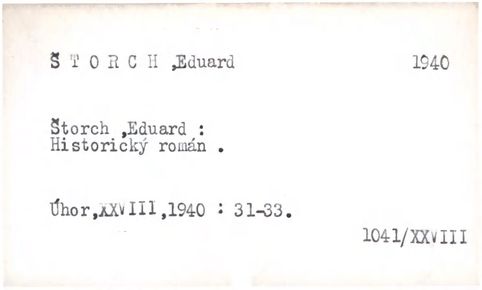 Š T O R C H ,Eduard 1940
Štorch ,Eduard :
Historický román .
Úhor,XXVIII,1940 : 31-33.
1041/XXVIII